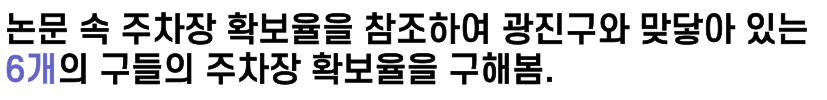 논문 속 주차장 확보율을 참조하여 광진구와 맞닿아 있는
6개의 구들의 주차장 확보율을 구해봄.